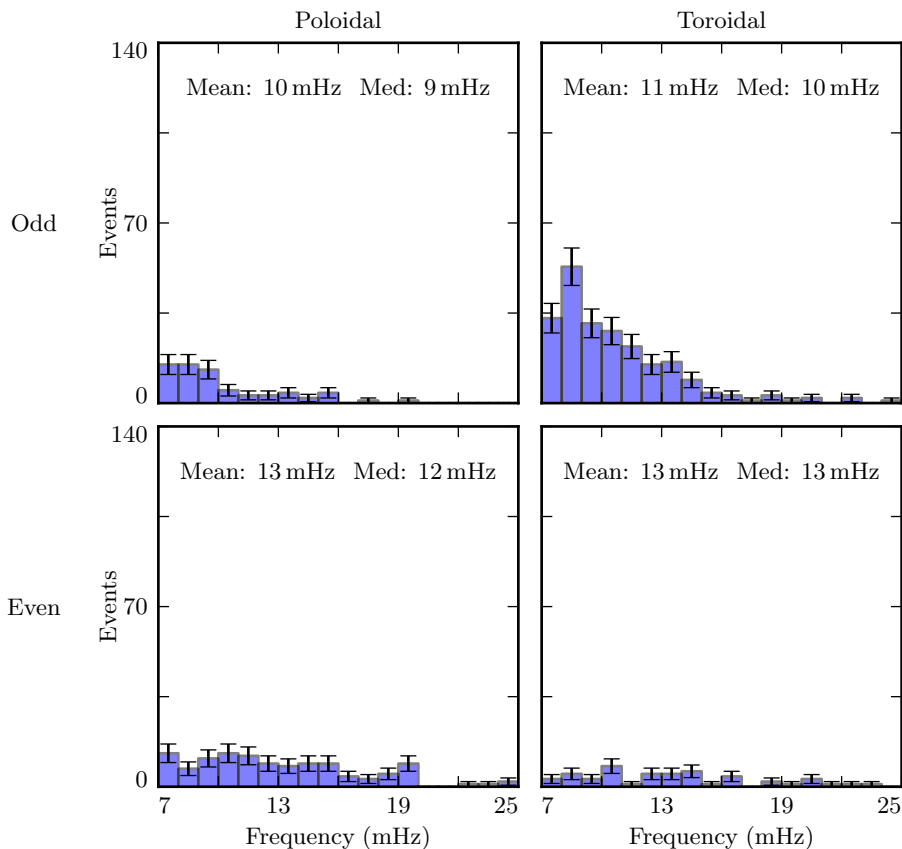 Poloidal Toroidal
140
Mean: 10 mHz Med: 9 mHz Mean: 11 mHz Med: 10 mHz
Odd Events 70
0
140
Mean: 13 mHz Med: 12 mHz Mean: 13 mHz Med: 13 mHz
Even Events 70
0
7 13 19 25 7 13 19 25
Frequency (mHz) Frequency (mHz)